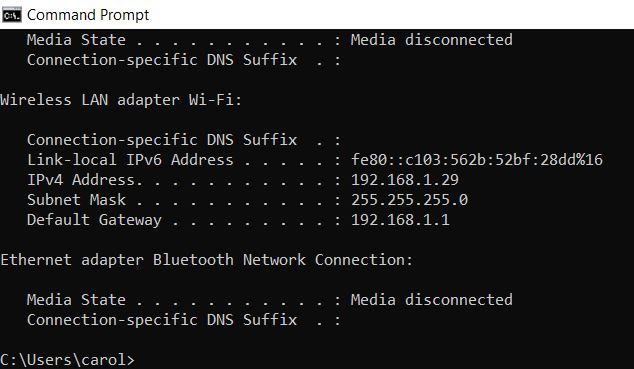 Command Prompt
Media State . . . . . . . . . . . : Media disconnected
Connection-specific DNS Suffix  . :
Wireless LAN adapter Wi-Fi:
Connection-specific DNS Suffix  . :
Link-local IPv6 Address . . . . . : fe80::c103:562b:52bf:28dd%16
IPv4 Address. . . . . . . . . . . : 192.168.1.29
Subnet Mask . . . . . . . . . . . : 255.255.255.0
Default Gateway . . . . . . . . . : 192.168.1.1
Ethernet adapter Bluetooth Network Connection:
Media State . . . . . . . . . . . : Media disconnected
Connection-specific DNS Suffix  . :
C:\Users\carol>